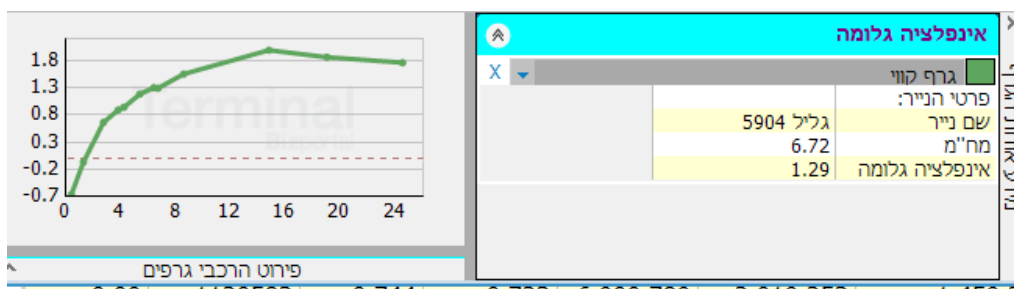 אינפלציה גלומה
X גרף קווי
פרטי הנייר:
שם נייר גליל 5904
מח''מ 6.72
אינפלציה גלומה 1.29
1.8
1.3
0.8
0.3
-0.2
-0.7
0 4 8 12 16 20 24
Terminal
Bizportal
פירוט הרכבי גרפים